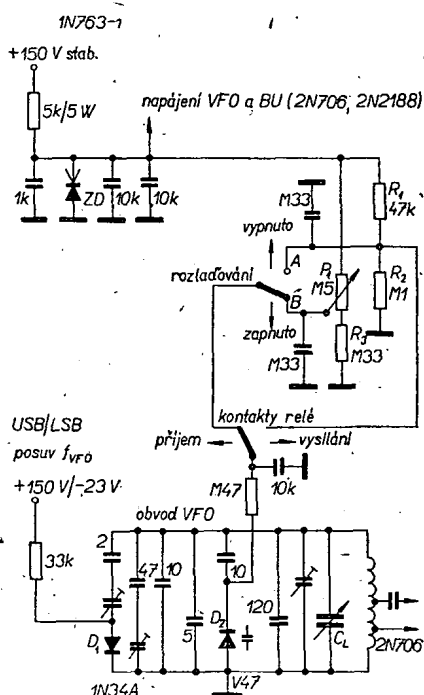 1N763-1
+150 V stab.
5k/5W
napájení VFO a BU (2N706, 2N2188)
1k
ZD
10k
10k
M33
vypnuto
A
R1
47k
rozlaďování
B
P1
M5
R2
M1
zapnuto
M33
R3
M33
kontakty relé
příjem
vysílání
USB/LSB
posuv fVFO
+150 V/-23 V
M47
10k
obvod VFO
33k
2
47
10
10
5
D2
120
CL
D1
V47
2N706
1N34A